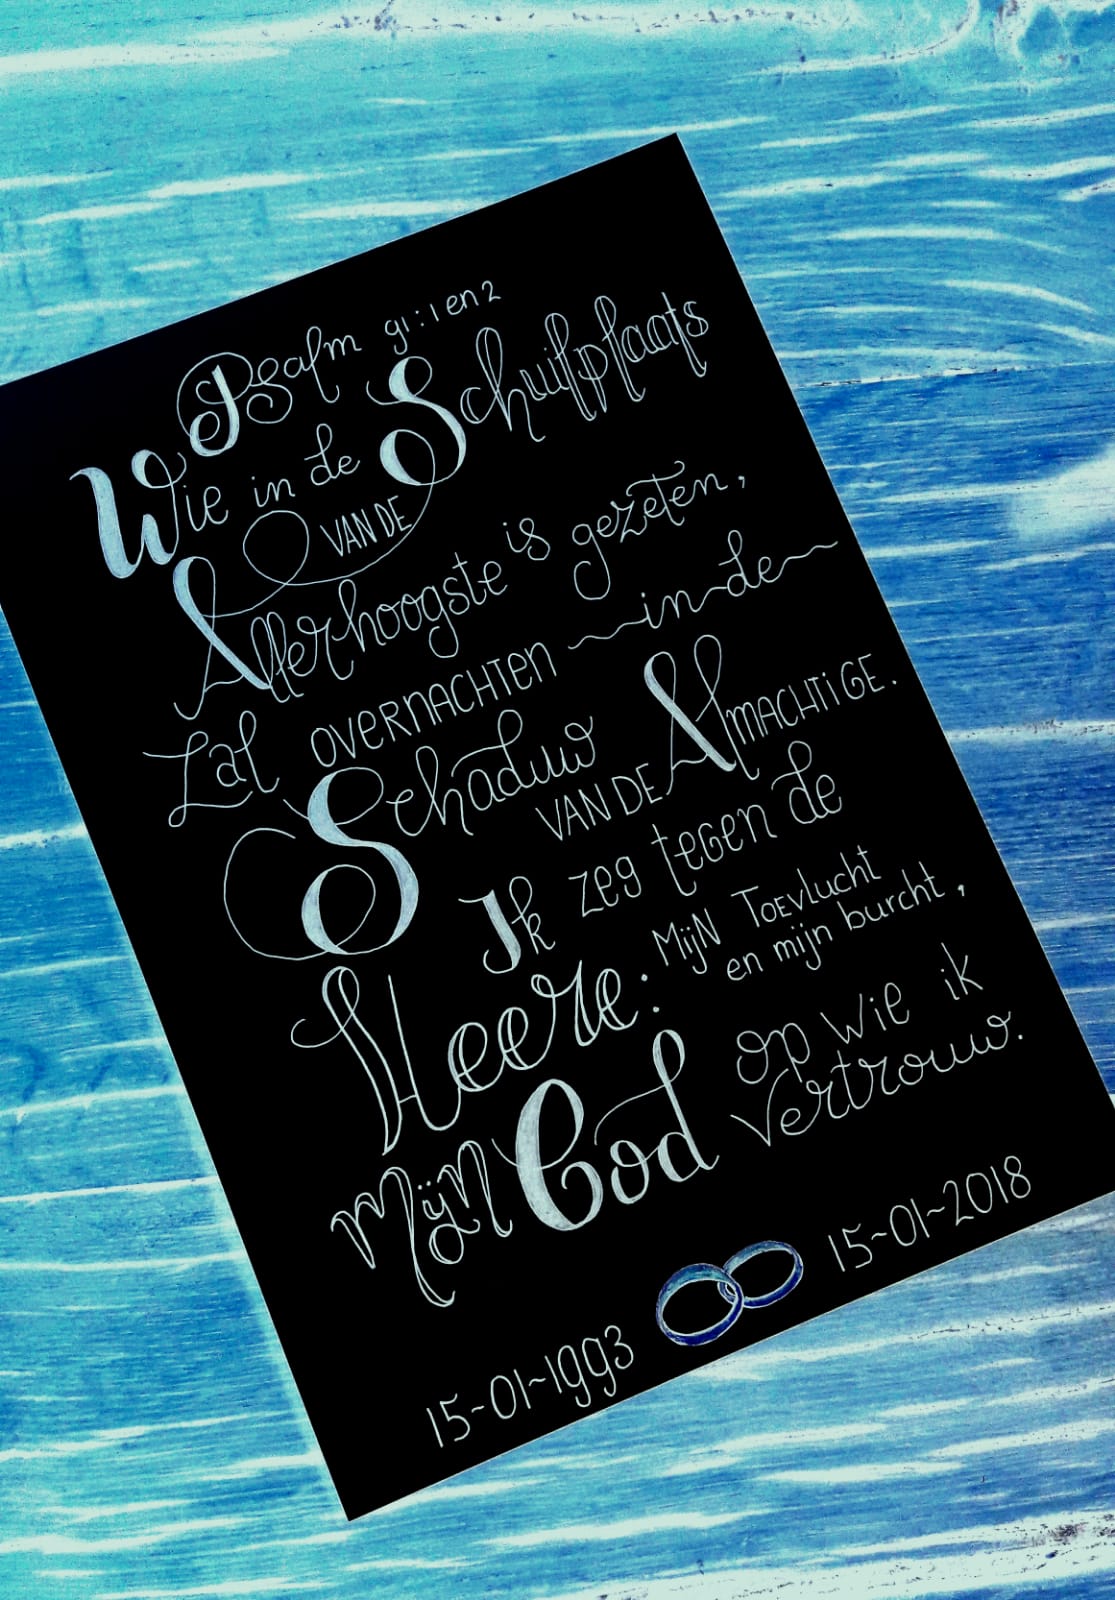 Psalm 91:1 en 2
Wie in de Schuilplaats
VAN DE
Allerhoogste is gezeten,
zal OVERNACHTEN in de
Schaduw
VAN DE AlMACHTiGE.
Ik zeg tegen de
Heere: MijN TOEVLucht
en mijn burcht,
mijN God op wie ik
vertrouw.
15-01-1993 15-01-2018